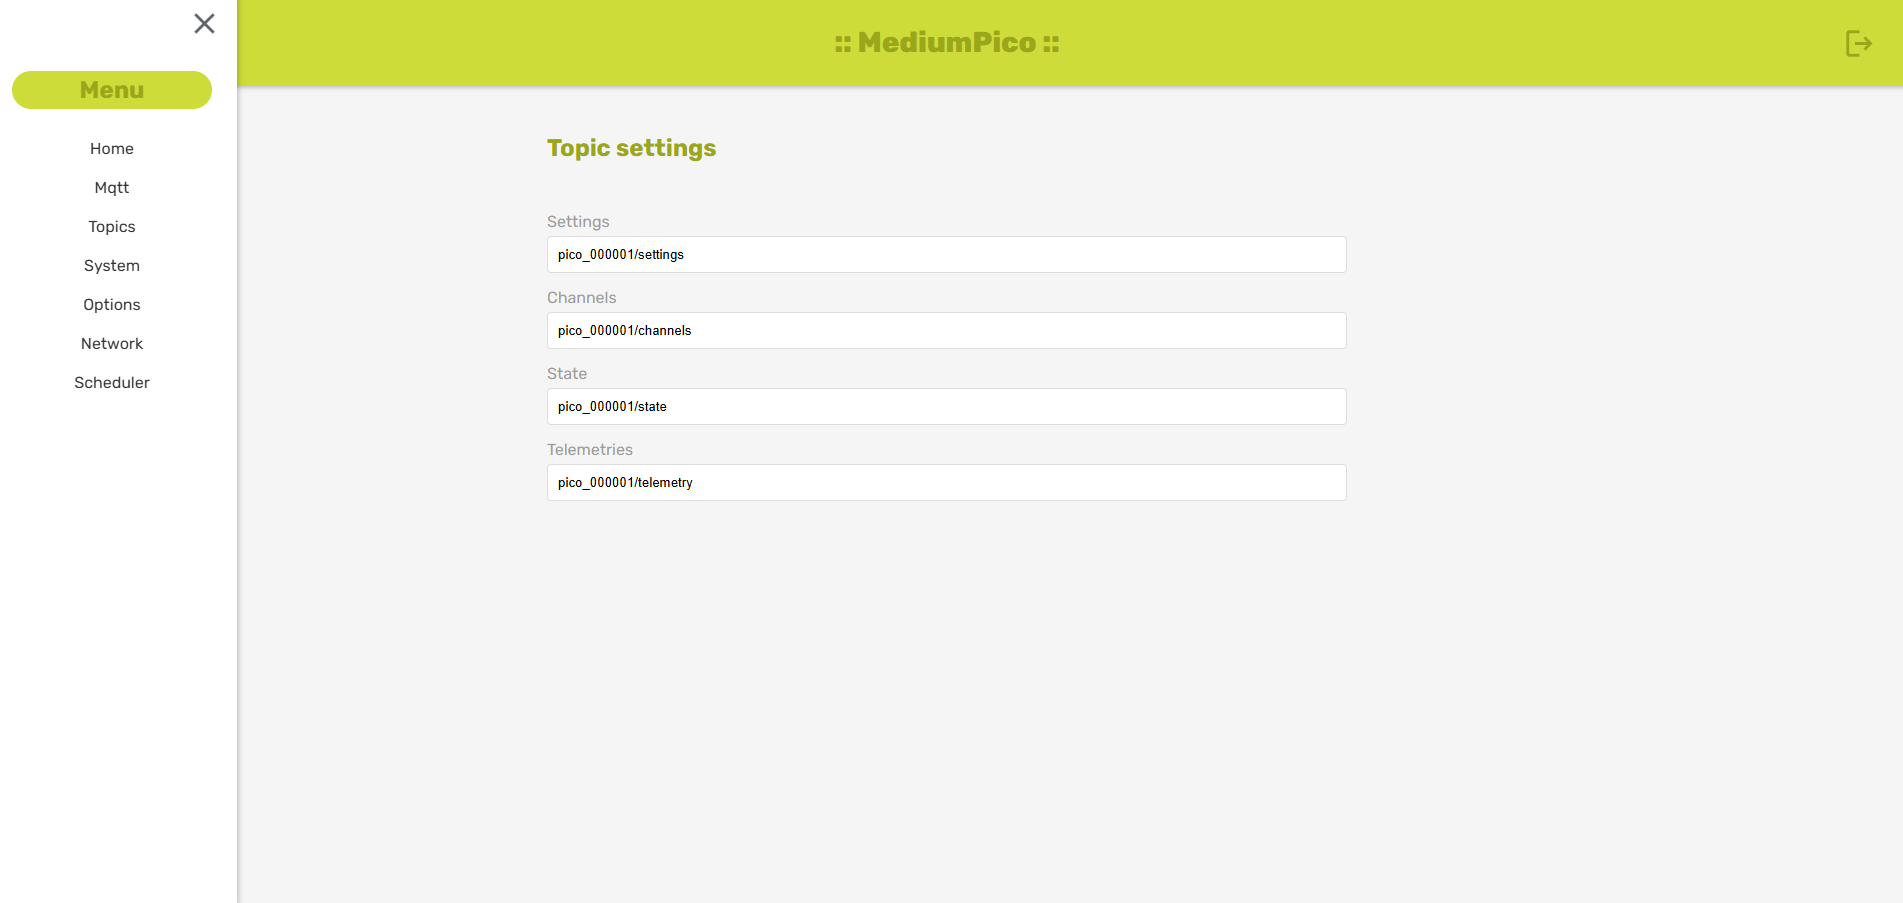 :: MediumPico ::
Menu
Home
Mqtt
Topics
System
Options
Network
Scheduler
Topic settings
Settings
pico_000001/settings
Channels
pico_000001/channels
State
pico_000001/state
Telemetries
pico_000001/telemetry